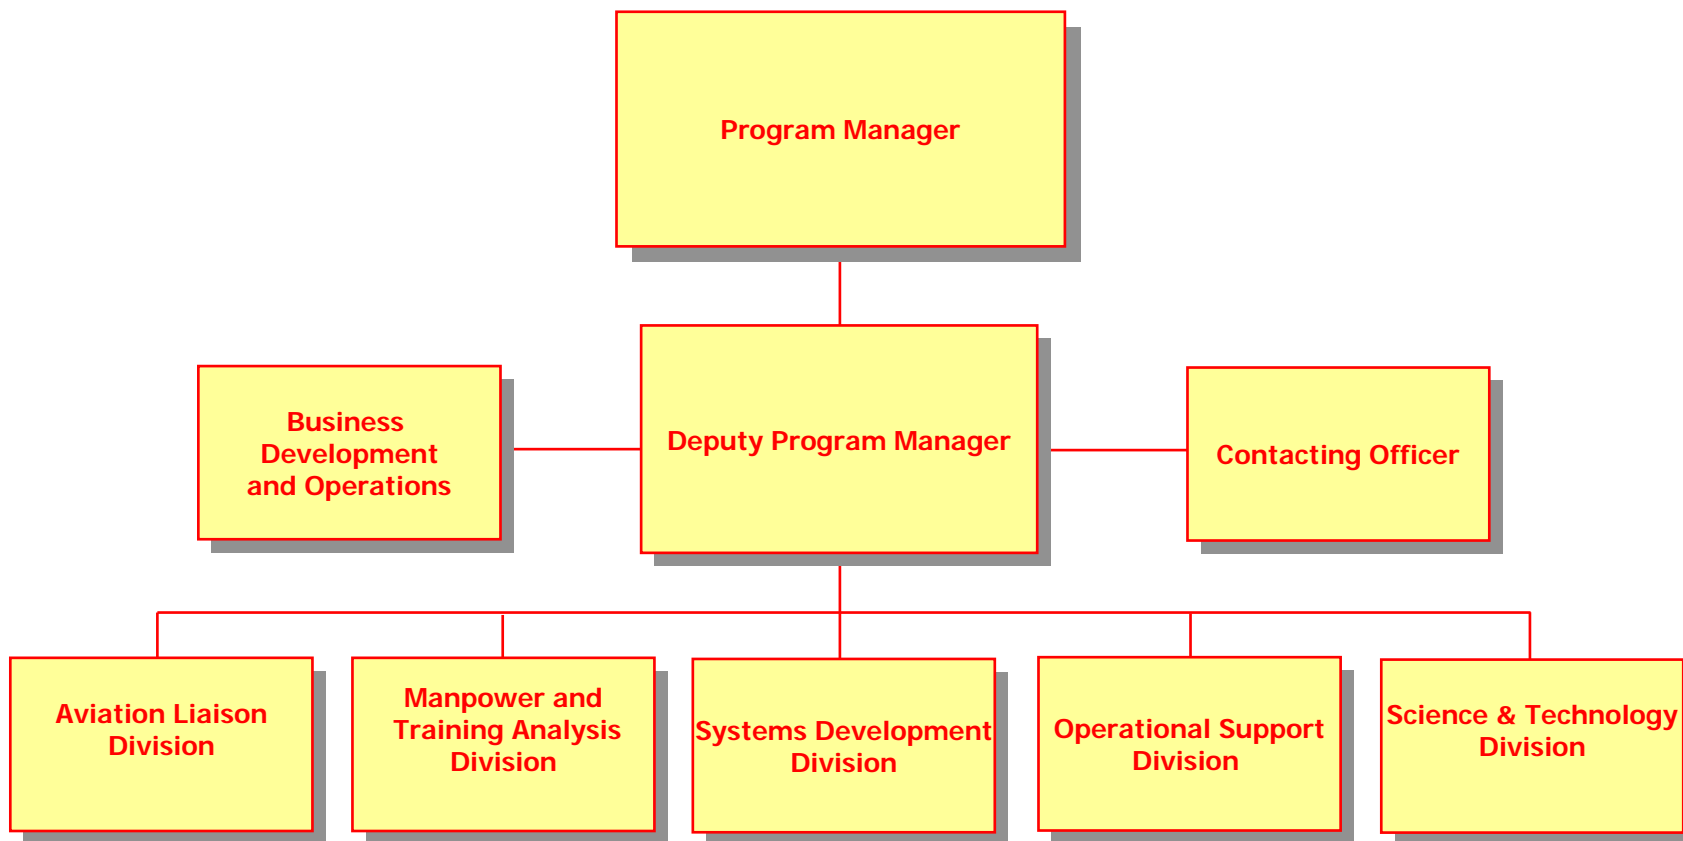 Program Manager
Business
Development
and Operations
Deputy Program Manager
Contacting Officer
Aviation Liaison
Division
Manpower and
Training Analysis
Division
Systems Development
Division
Operational Support
Division
Science & Technology
Division